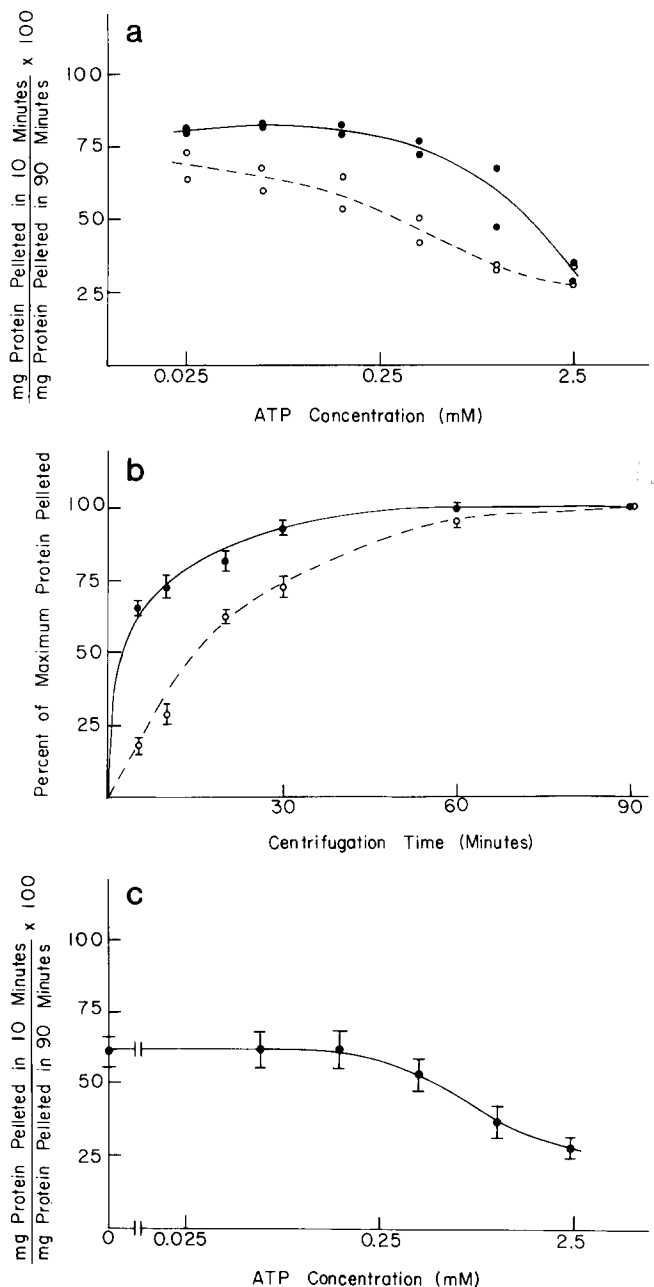 a
mg Protein Pelleted in 10 Minutes
mg Protein Pelleted in 90 Minutes
x 100
100
75
50
25
0.025
0.25
2.5
ATP Concentration (mM)
b
Percent of Maximum Protein Pelleted
100
75
50
25
30
60
90
Centrifugation Time (Minutes)
c
mg Protein Pelleted in 10 Minutes
mg Protein Pelleted in 90 Minutes
x 100
100
75
50
25
0
0.025
0.25
2.5
ATP Concentration (mM)